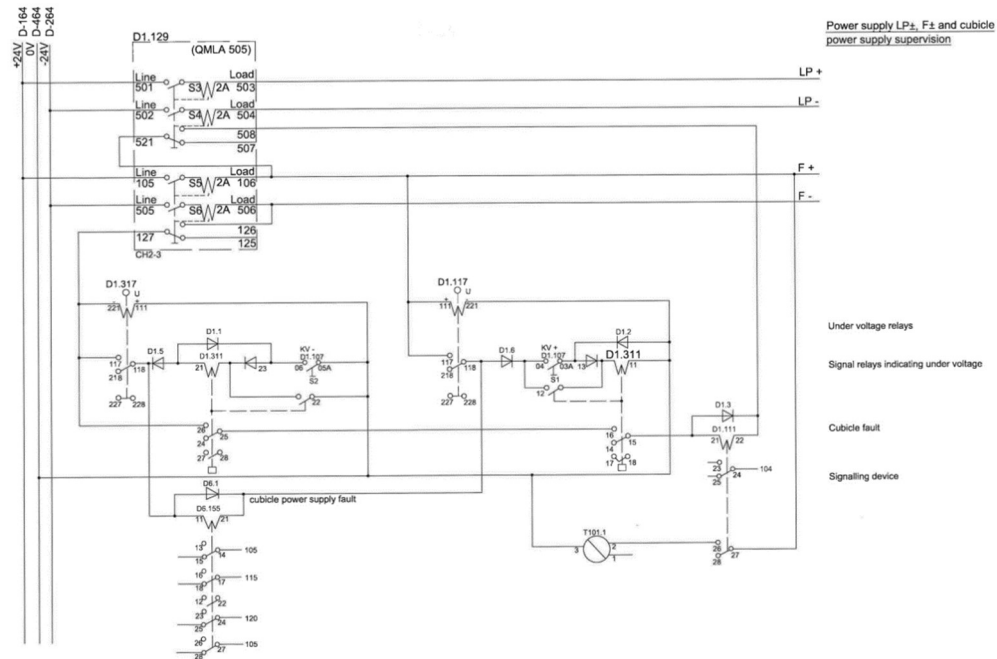 +24V D-164
0V D-464
-24V D-264
Power supply LP±, F± and cubicle
power supply supervision
D1.129
(QMLA 505)
Line Load
501 S3 2A 503
LP +
Line Load
502 S4 2A 504
LP -
508
521
507
Line Load
105 S5 2A 106
F +
Line Load
505 S6 2A 506
F -
126
127
125
CH2-3
D1.317
U
221 - + 111
D1.117
U
111 + - 221
Under voltage relays
D1.5
D1.1
D1.311
21
23
KV -
D1.107
06 05A
S2
22
117
218
118
227 228
D1.6
KV +
D1.107
04 03A
S1
12
13
D1.2
D1.311
11
117
218
118
227 228
Signal relays indicating under voltage
26
25
24
27 28
16
15
14
17 18
D1.3
D1.111
21 22
Cubicle fault
23
24
25
104
Signalling device
D6.1
cubicle power supply fault
D6.155
11 21
T101.1
3
2
1
26
27
28
13
14
15
105
16
17
18
115
12
22
23
24
25
120
26
27
28
105